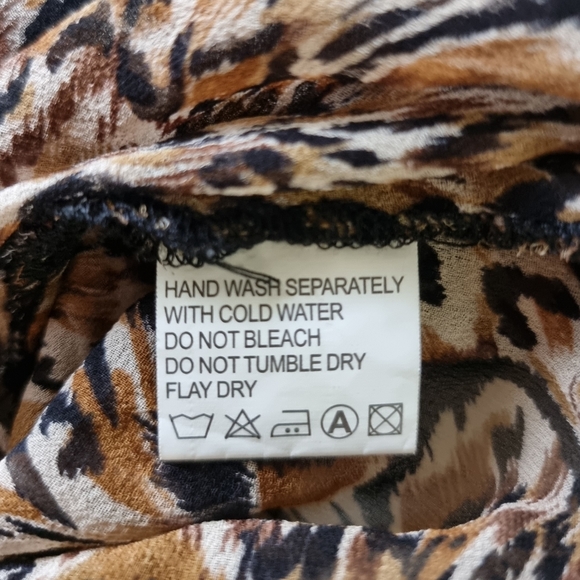 HAND WASH SEPARATELY
WITH COLD WATER
DO NOT BLEACH
DO NOT TUMBLE DRY
FLAY DRY
A